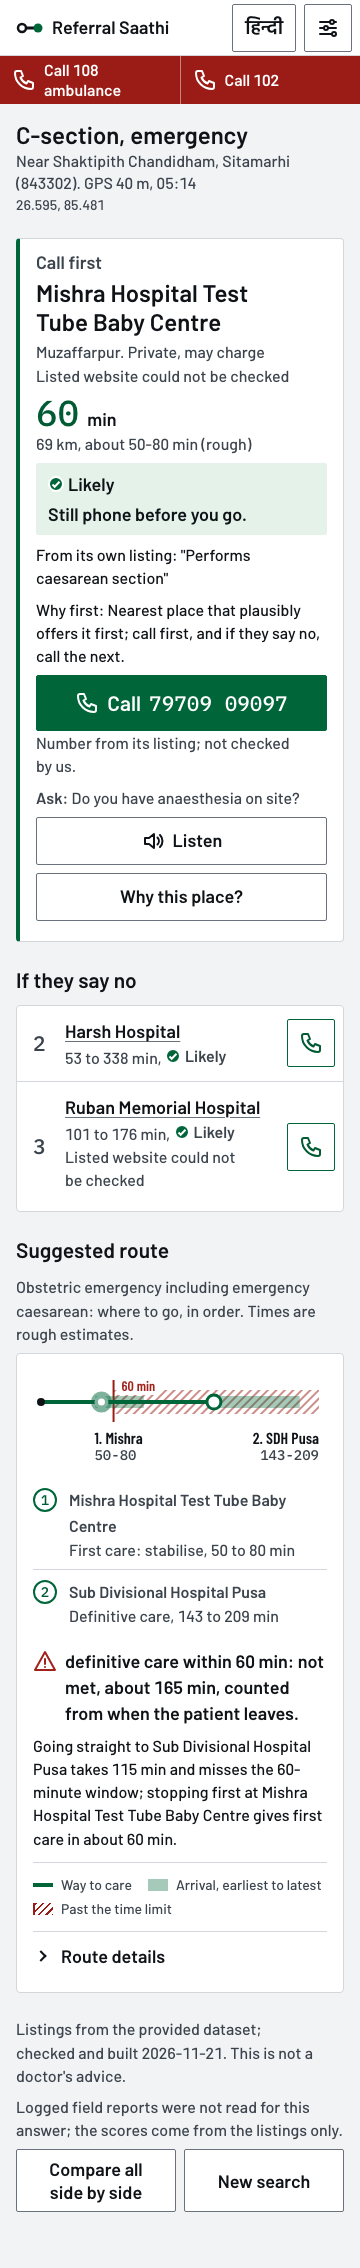 Referral Saathi
हिन्दी
Call 108
ambulance
Call 102
C-section, emergency
Near Shaktipith Chandidham, Sitamarhi
(843302). GPS 40 m, 05:14
26.595, 85.481
Call first
Mishra Hospital Test
Tube Baby Centre
Muzaffarpur. Private, may charge
Listed website could not be checked
60 min
69 km, about 50-80 min (rough)
Likely
Still phone before you go.
From its own listing: "Performs
caesarean section"
Why first: Nearest place that plausibly
offers it first; call first, and if they say no,
call the next.
Call 79709 09097
Number from its listing; not checked
by us.
Ask: Do you have anaesthesia on site?
Listen
Why this place?
If they say no
2
Harsh Hospital
53 to 338 min, Likely
3
Ruban Memorial Hospital
101 to 176 min, Likely
Listed website could not
be checked
Suggested route
Obstetric emergency including emergency
caesarean: where to go, in order. Times are
rough estimates.
60 min
1. Mishra
50-80
2. SDH Pusa
143-209
1
Mishra Hospital Test Tube Baby
Centre
First care: stabilise, 50 to 80 min
2
Sub Divisional Hospital Pusa
Definitive care, 143 to 209 min
definitive care within 60 min: not
met, about 165 min, counted
from when the patient leaves.
Going straight to Sub Divisional Hospital
Pusa takes 115 min and misses the 60-
minute window; stopping first at Mishra
Hospital Test Tube Baby Centre gives first
care in about 60 min.
Way to care
Arrival, earliest to latest
Past the time limit
Route details
Listings from the provided dataset;
checked and built 2026-11-21. This is not a
doctor's advice.
Logged field reports were not read for this
answer; the scores come from the listings only.
Compare all
side by side
New search